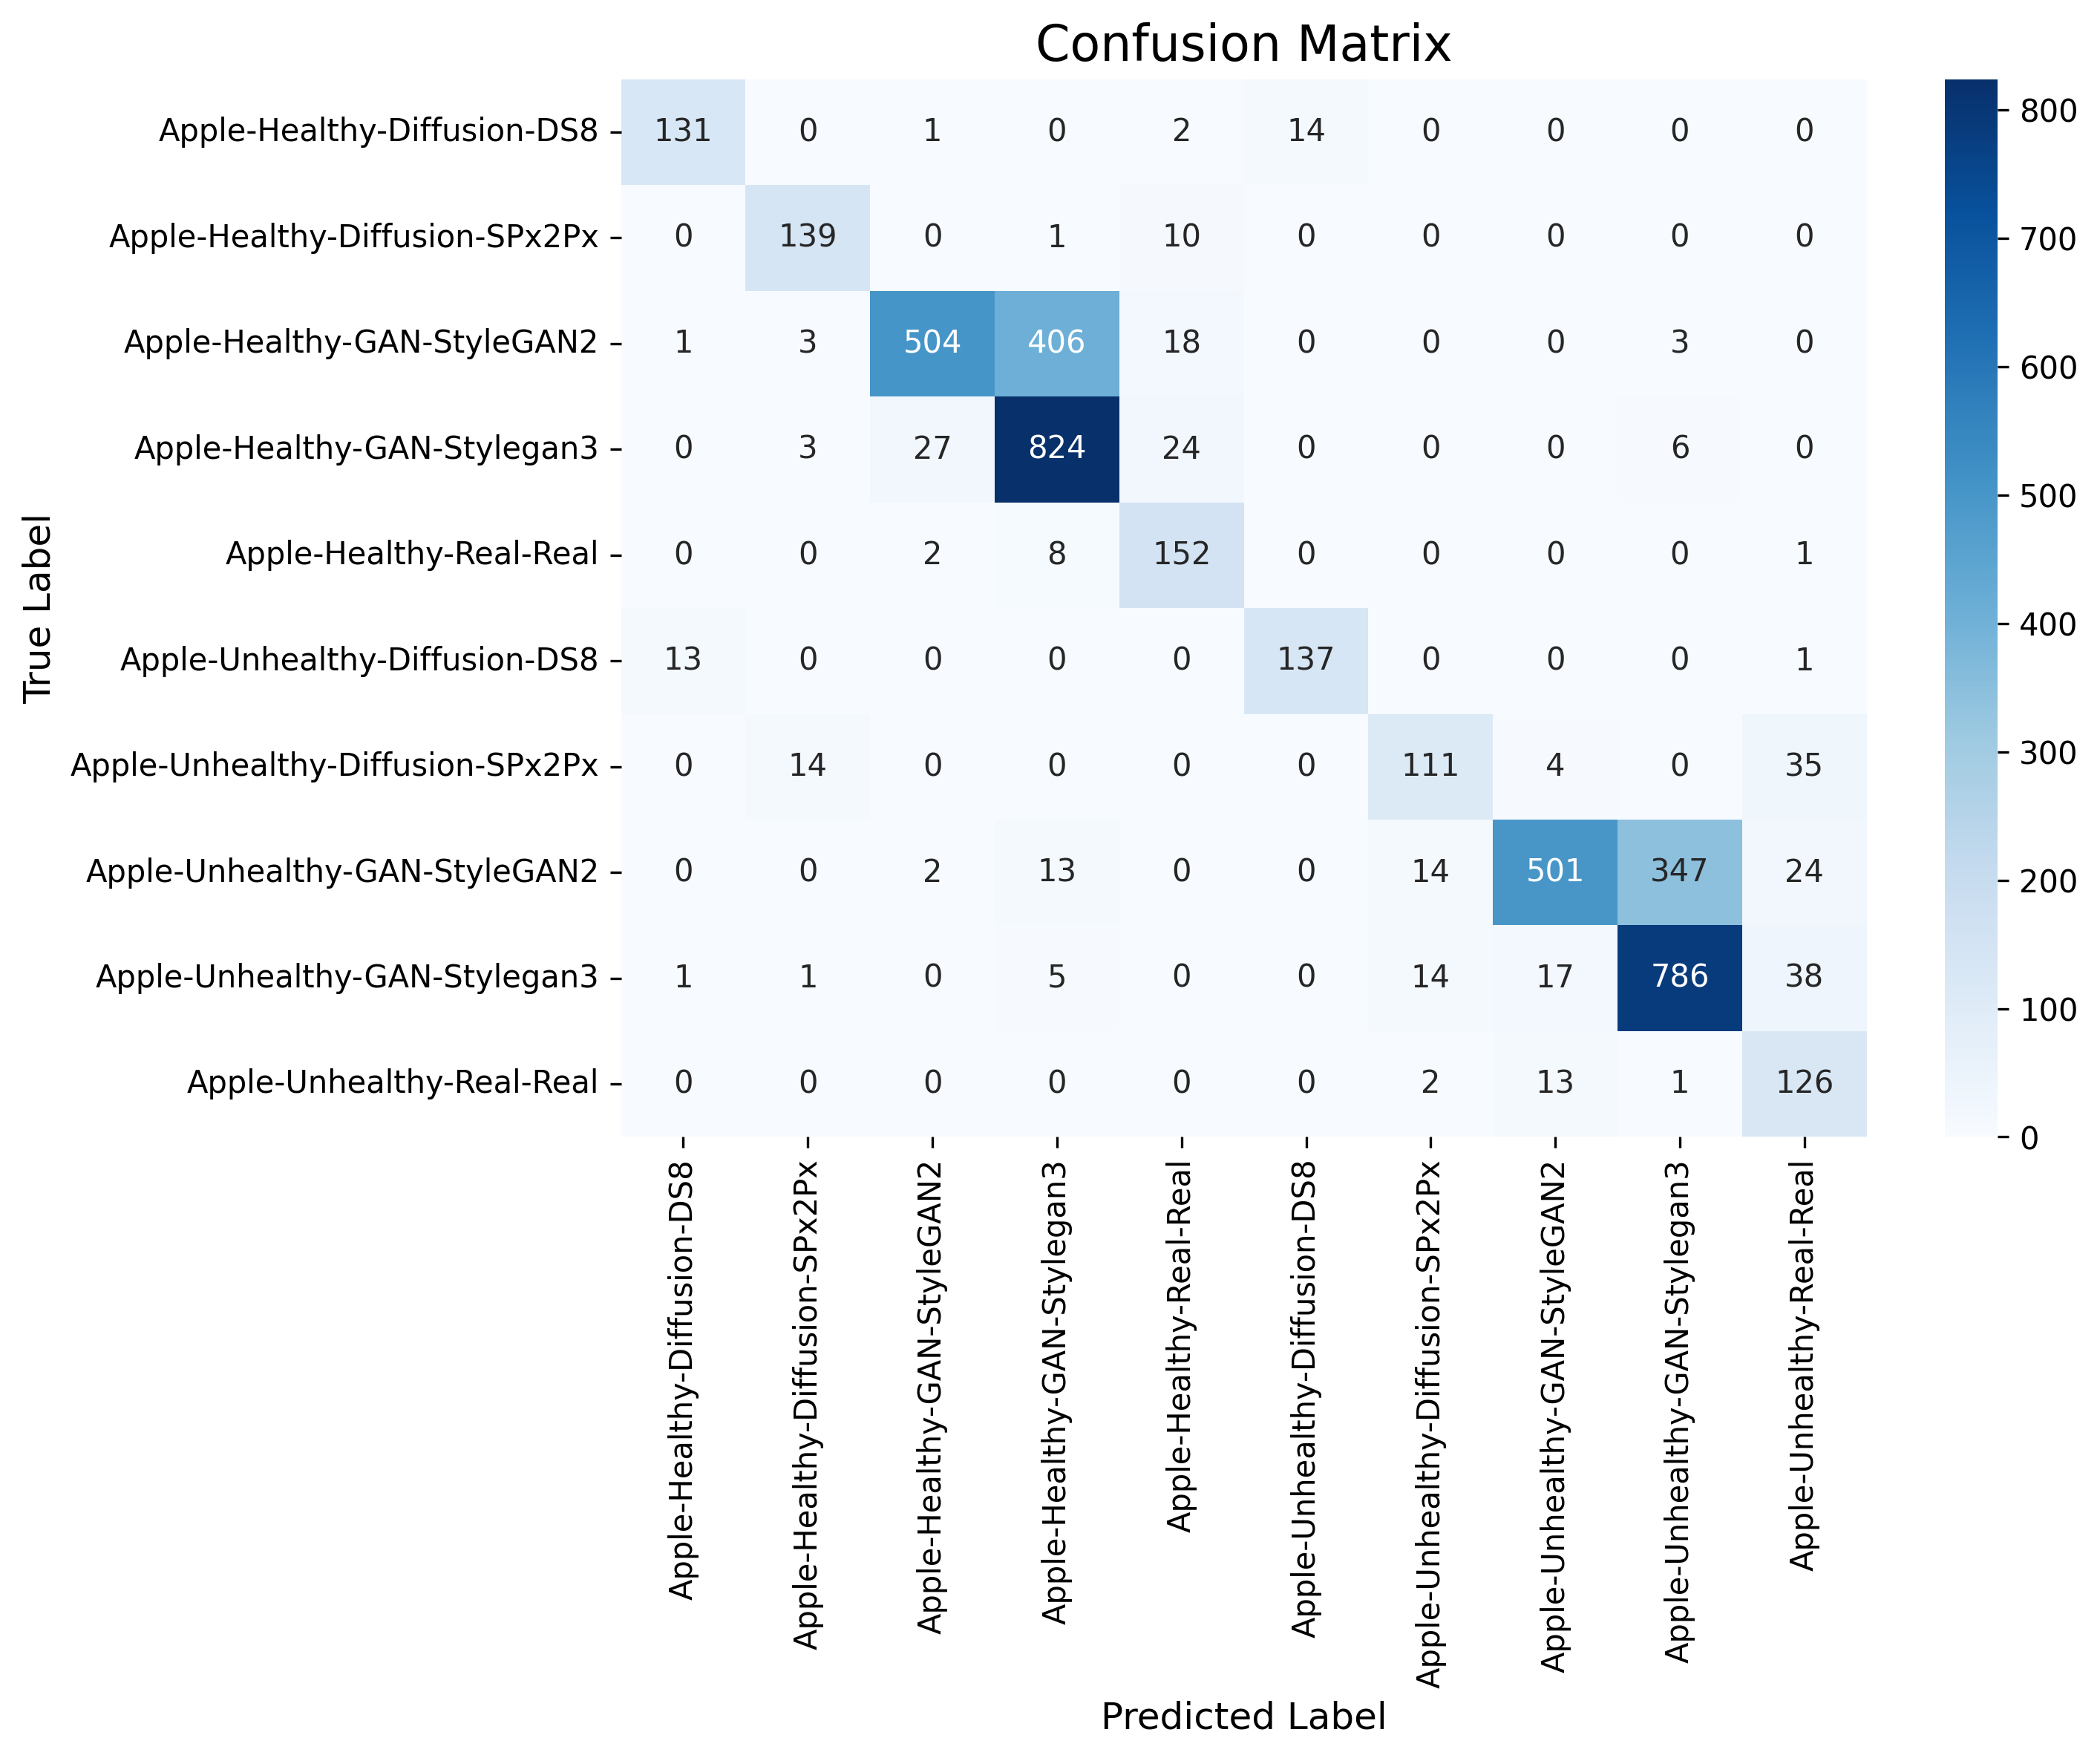 Confusion Matrix
True Label
Apple-Healthy-Diffusion-DS8 131 0 1 0 2 14 0 0 0 0
Apple-Healthy-Diffusion-SPx2Px 0 139 0 1 10 0 0 0 0 0
Apple-Healthy-GAN-StyleGAN2 1 3 504 406 18 0 0 0 3 0
Apple-Healthy-GAN-Stylegan3 0 3 27 824 24 0 0 0 6 0
Apple-Healthy-Real-Real 0 0 2 8 152 0 0 0 0 1
Apple-Unhealthy-Diffusion-DS8 13 0 0 0 0 137 0 0 0 1
Apple-Unhealthy-Diffusion-SPx2Px 0 14 0 0 0 0 111 4 0 35
Apple-Unhealthy-GAN-StyleGAN2 0 0 2 13 0 0 14 501 347 24
Apple-Unhealthy-GAN-Stylegan3 1 1 0 5 0 0 14 17 786 38
Apple-Unhealthy-Real-Real 0 0 0 0 0 0 2 13 1 126
800
700
600
500
400
300
200
100
0
Apple-Healthy-Diffusion-DS8
Apple-Healthy-Diffusion-SPx2Px
Apple-Healthy-GAN-StyleGAN2
Apple-Healthy-GAN-Stylegan3
Apple-Healthy-Real-Real
Apple-Unhealthy-Diffusion-DS8
Apple-Unhealthy-Diffusion-SPx2Px
Apple-Unhealthy-GAN-StyleGAN2
Apple-Unhealthy-GAN-Stylegan3
Apple-Unhealthy-Real-Real
Predicted Label